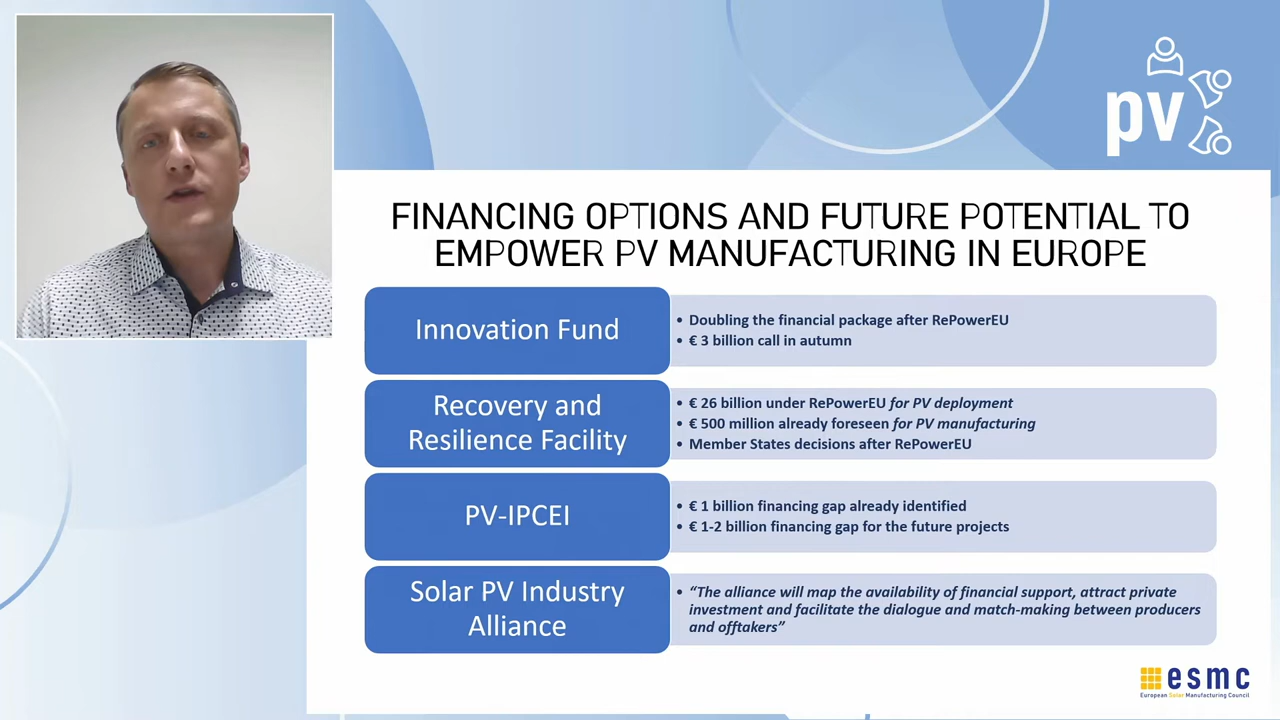 pv
FINANCING OPTIONS AND FUTURE POTENTIAL TO
EMPOWER PV MANUFACTURING IN EUROPE
Innovation Fund
• Doubling the financial package after RePowerEU
• € 3 billion call in autumn
Recovery and
Resilience Facility
• € 26 billion under RePowerEU for PV deployment
• € 500 million already foreseen for PV manufacturing
• Member States decisions after RePowerEU
PV-IPCEI
• € 1 billion financing gap already identified
• € 1-2 billion financing gap for the future projects
Solar PV Industry
Alliance
• “The alliance will map the availability of financial support, attract private
investment and facilitate the dialogue and match-making between producers
and offtakers”
esmc
European Solar Manufacturing Council